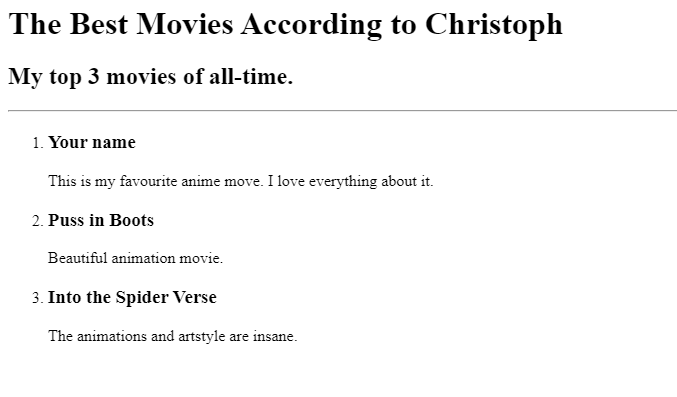 The Best Movies According to Christoph
My top 3 movies of all-time.
1. Your name
This is my favourite anime move. I love everything about it.
2. Puss in Boots
Beautiful animation movie.
3. Into the Spider Verse
The animations and artstyle are insane.